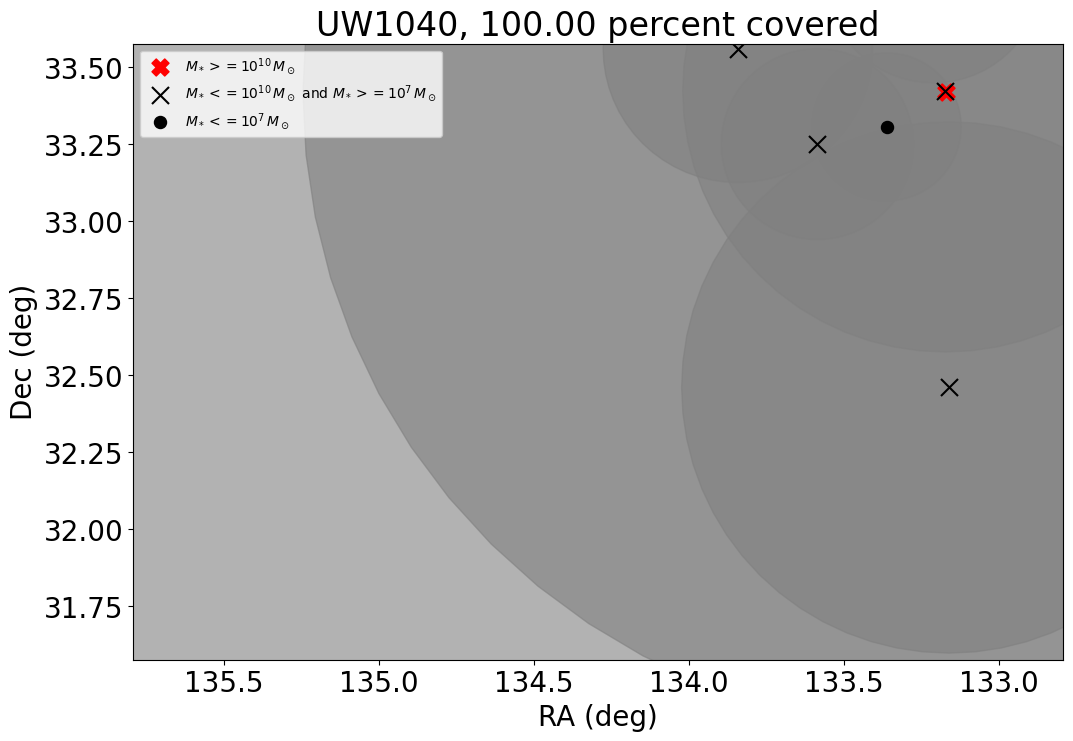 UW1040, 100.00 percent covered
M* >= 10^10 M⊙
M* <= 10^10 M⊙ and M* >= 10^7 M⊙
M* <= 10^7 M⊙
Dec (deg)
33.50
33.25
33.00
32.75
32.50
32.25
32.00
31.75
135.5 135.0 134.5 134.0 133.5 133.0
RA (deg)